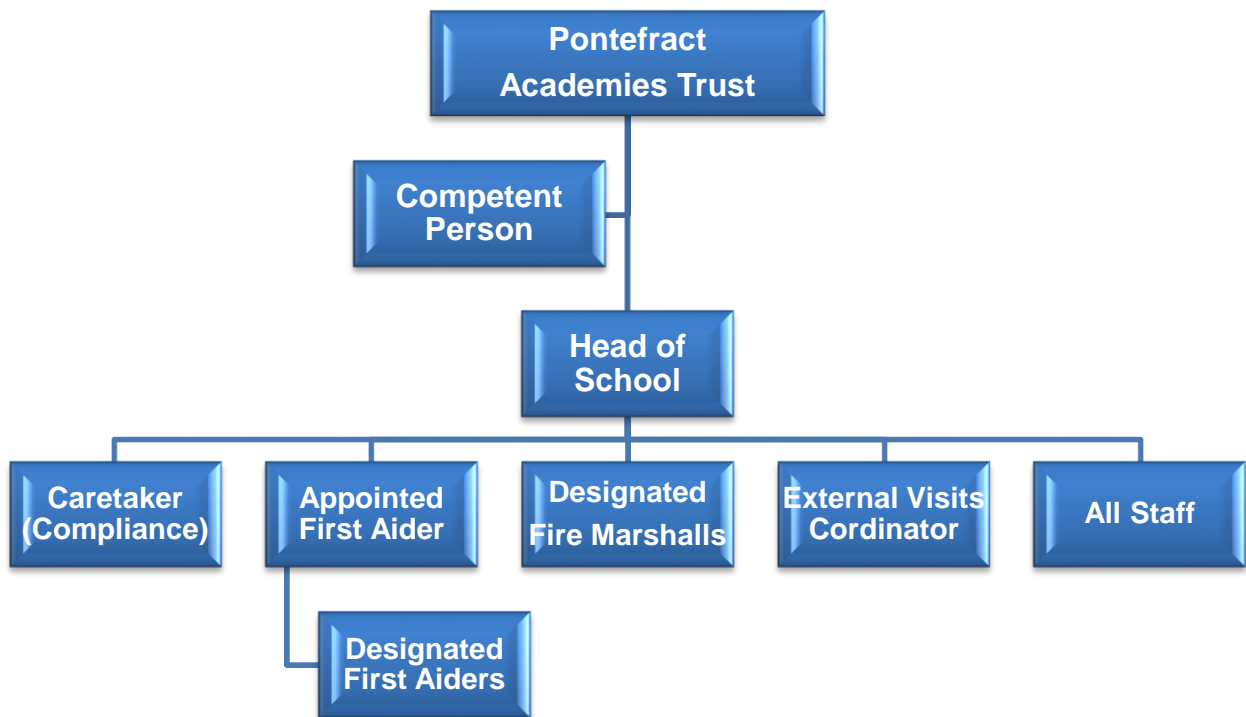 Pontefract
Academies Trust
Competent
Person
Head of
School
Caretaker
(Compliance)
Appointed
First Aider
Designated
Fire Marshalls
External Visits
Cordinator
All Staff
Designated
First Aiders